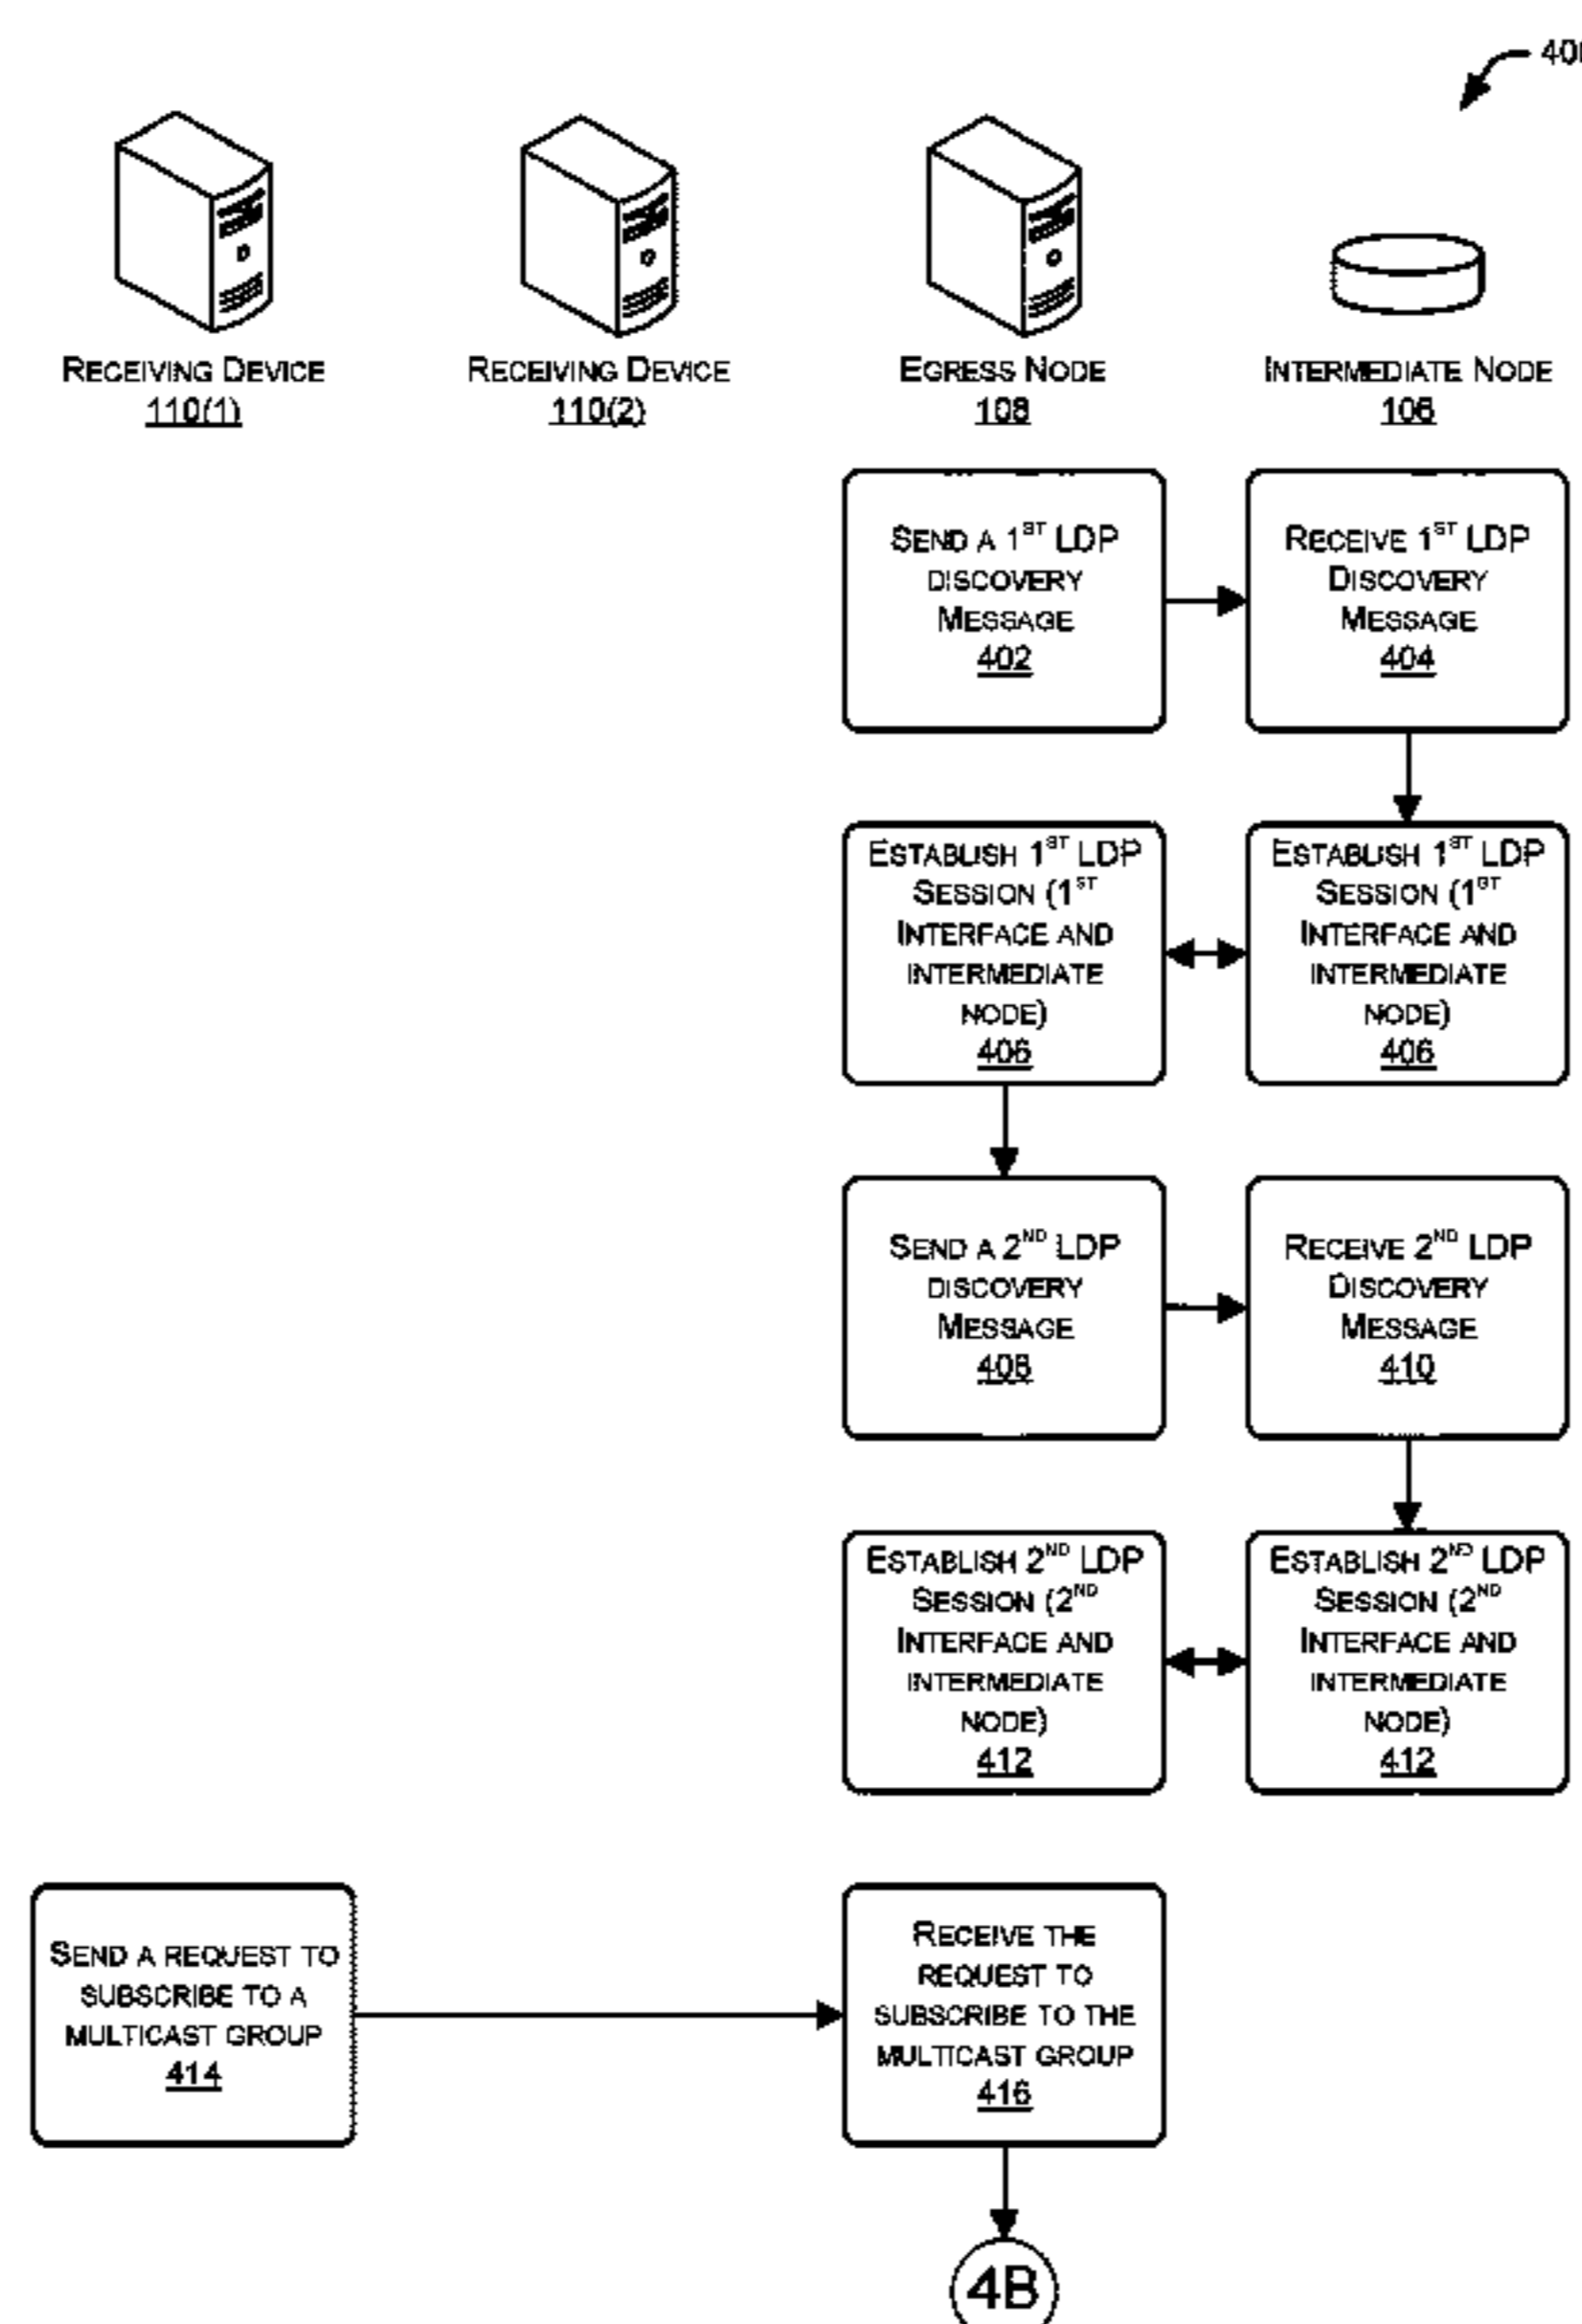 400
RECEIVING DEVICE
110(1)
RECEIVING DEVICE
110(2)
EGRESS NODE
108
INTERMEDIATE NODE
106
SEND A 1ST LDP
DISCOVERY
MESSAGE
402
RECEIVE 1ST LDP
DISCOVERY
MESSAGE
404
ESTABLISH 1ST LDP
SESSION (1ST
INTERFACE AND
INTERMEDIATE
NODE)
406
ESTABLISH 1ST LDP
SESSION (1ST
INTERFACE AND
INTERMEDIATE
NODE)
406
SEND A 2ND LDP
DISCOVERY
MESSAGE
408
RECEIVE 2ND LDP
DISCOVERY
MESSAGE
410
ESTABLISH 2ND LDP
SESSION (2ND
INTERFACE AND
INTERMEDIATE
NODE)
412
ESTABLISH 2ND LDP
SESSION (2ND
INTERFACE AND
INTERMEDIATE
NODE)
412
SEND A REQUEST TO
SUBSCRIBE TO A
MULTICAST GROUP
414
RECEIVE THE
REQUEST TO
SUBSCRIBE TO THE
MULTICAST GROUP
416
4B